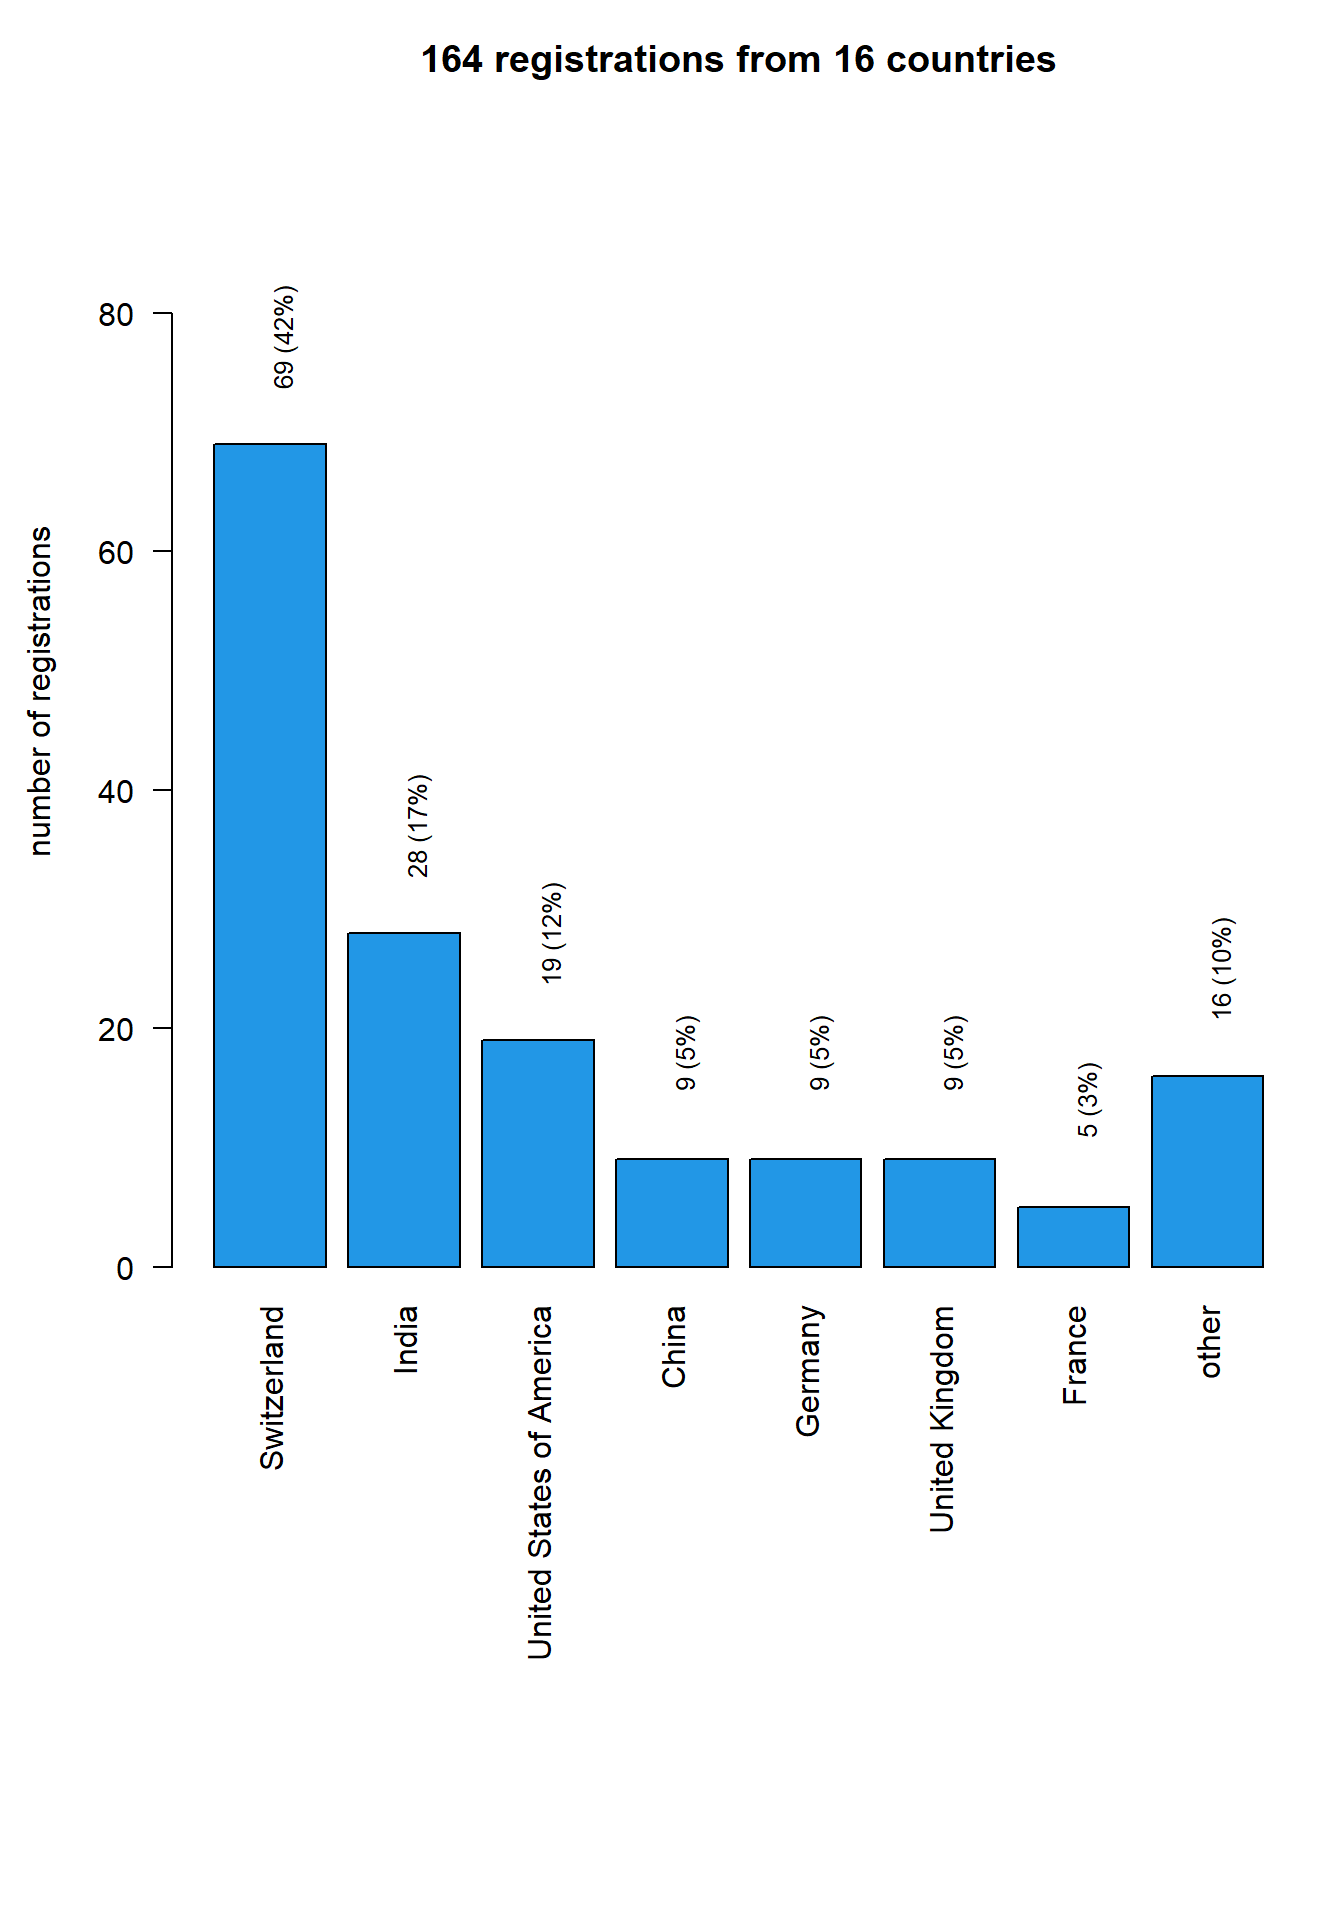 164 registrations from 16 countries
number of registrations
80
60
40
20
0
69 (42%)
28 (17%)
19 (12%)
9 (5%)
9 (5%)
9 (5%)
5 (3%)
16 (10%)
Switzerland
India
United States of America
China
Germany
United Kingdom
France
other